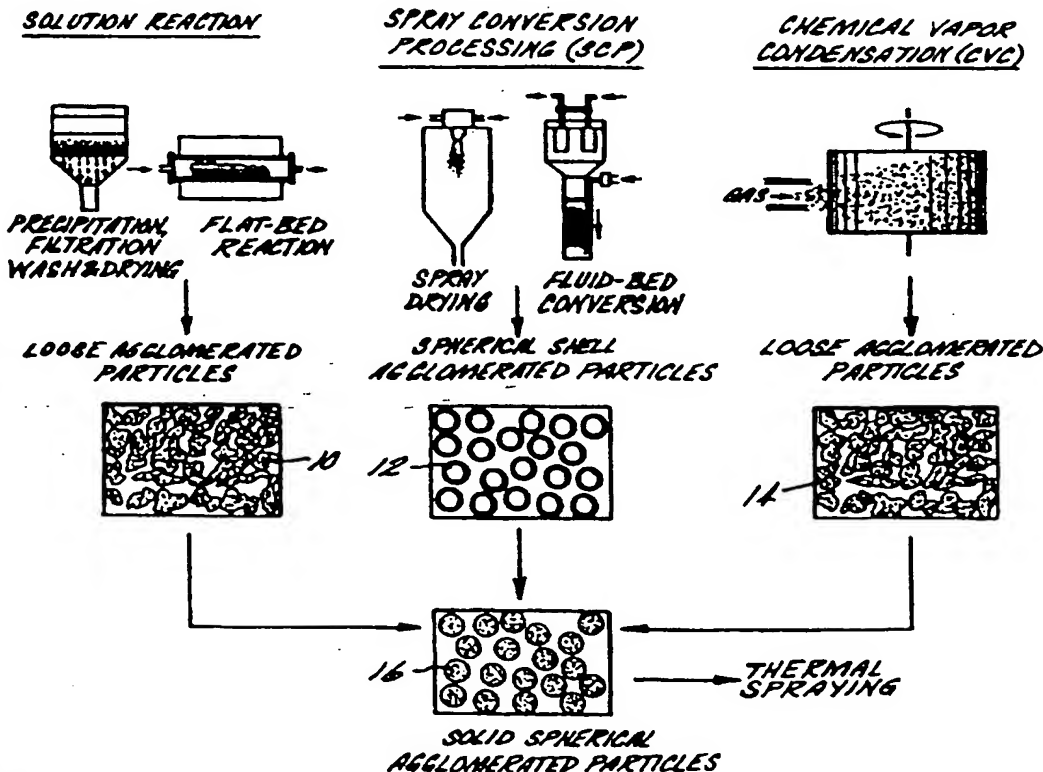 SOLUTION REACTION
SPRAY CONVERSION
PROCESSING (SCP)
CHEMICAL VAPOR
CONDENSATION (CVC)
PRECIPITATION,
FILTRATION
WASH & DRYING
FLAT-BED
REACTION
SPRAY
DRYING
FLUID-BED
CONVERSION
GAS
LOOSE AGGLOMERATED
PARTICLES
SPHERICAL SHELL
AGGLOMERATED PARTICLES
LOOSE AGGLOMERATED
PARTICLES
10
12
14
16
THERMAL
SPRAYING
SOLID SPHERICAL
AGGLOMERATED PARTICLES